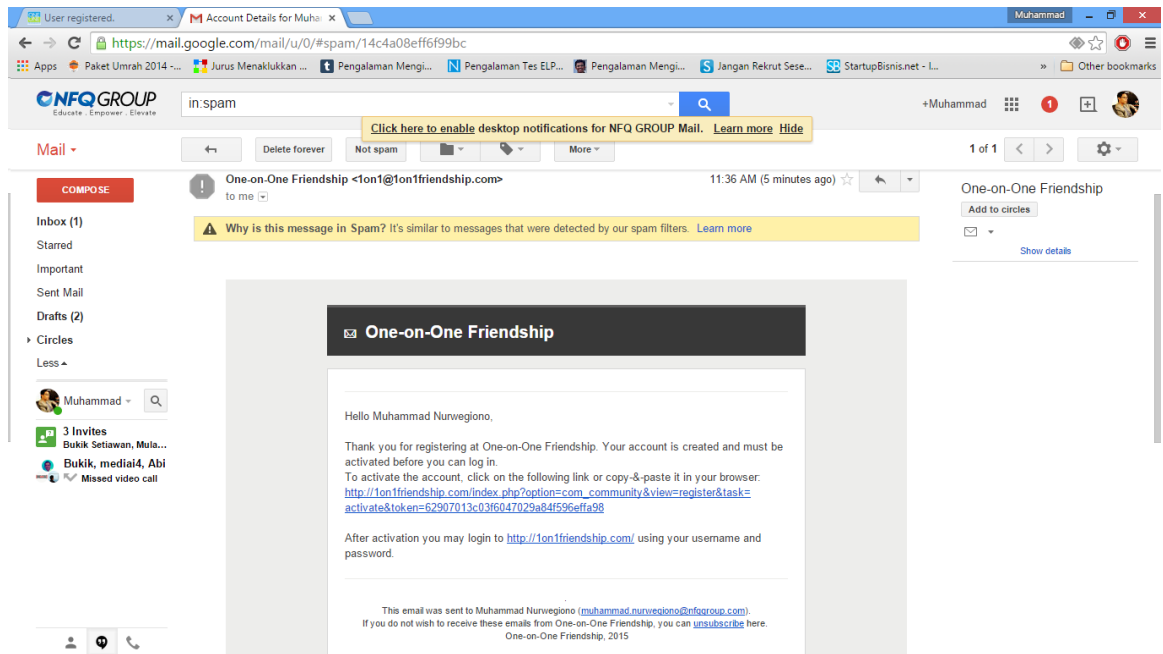 User registered.
Account Details for Muha
Muhammad
https://mail.google.com/mail/u/0/#spam/14c4a08eff6f99bc
Apps Paket Umrah 2014 -... Jurus Menaklukkan ... Pengalaman Mengi... Pengalaman Tes ELP... Pengalaman Mengi... Jangan Rekrut Sese... StartupBisnis.net - I... » Other bookmarks
NFQ GROUP
Educate . Empower . Elevate
in:spam
+Muhammad
1
Click here to enable desktop notifications for NFQ GROUP Mail. Learn more Hide
Mail
Delete forever Not spam More
1 of 1
COMPOSE
Inbox (1)
Starred
Important
Sent Mail
Drafts (2)
Circles
Less
Muhammad
3 Invites
Bukik Setiawan, Mula...
Bukik, mediai4, Abi
Missed video call
One-on-One Friendship <1on1@1on1friendship.com>
11:36 AM (5 minutes ago)
to me
Why is this message in Spam? It's similar to messages that were detected by our spam filters. Learn more
One-on-One Friendship
Add to circles
Show details
One-on-One Friendship
Hello Muhammad Nurwegiono,
Thank you for registering at One-on-One Friendship. Your account is created and must be
activated before you can log in.
To activate the account, click on the following link or copy-&-paste it in your browser:
http://1on1friendship.com/index.php?option=com_community&view=register&task=
activate&token=62907013c03f6047029a84f596effa98
After activation you may login to http://1on1friendship.com/ using your username and
password.
.
This email was sent to Muhammad Nurwegiono (muhammad.nurwegiono@nfqgroup.com).
If you do not wish to receive these emails from One-on-One Friendship, you can unsubscribe here.
One-on-One Friendship, 2015